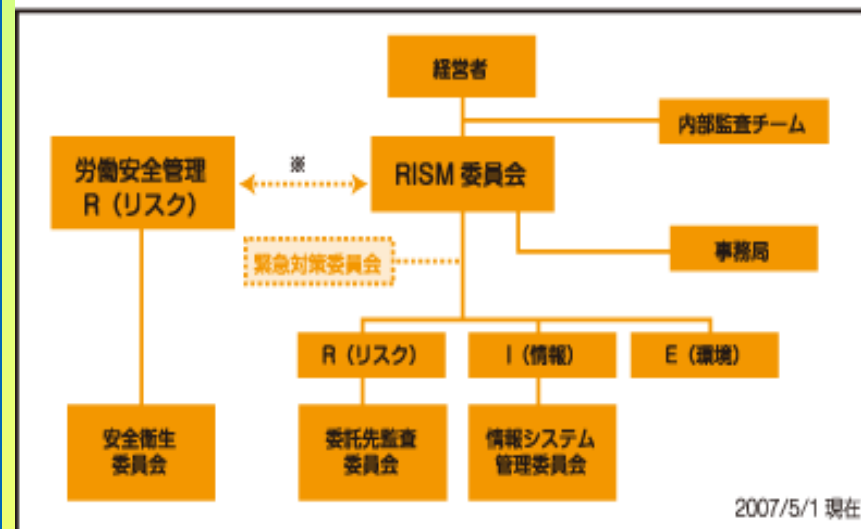 経営者
内部監査チーム
労働安全管理
R（リスク）
※
RISM 委員会
緊急対策委員会
事務局
R（リスク）
I（情報）
E（環境）
安全衛生
委員会
委託先監査
委員会
情報システム
管理委員会
2007/5/1 現在